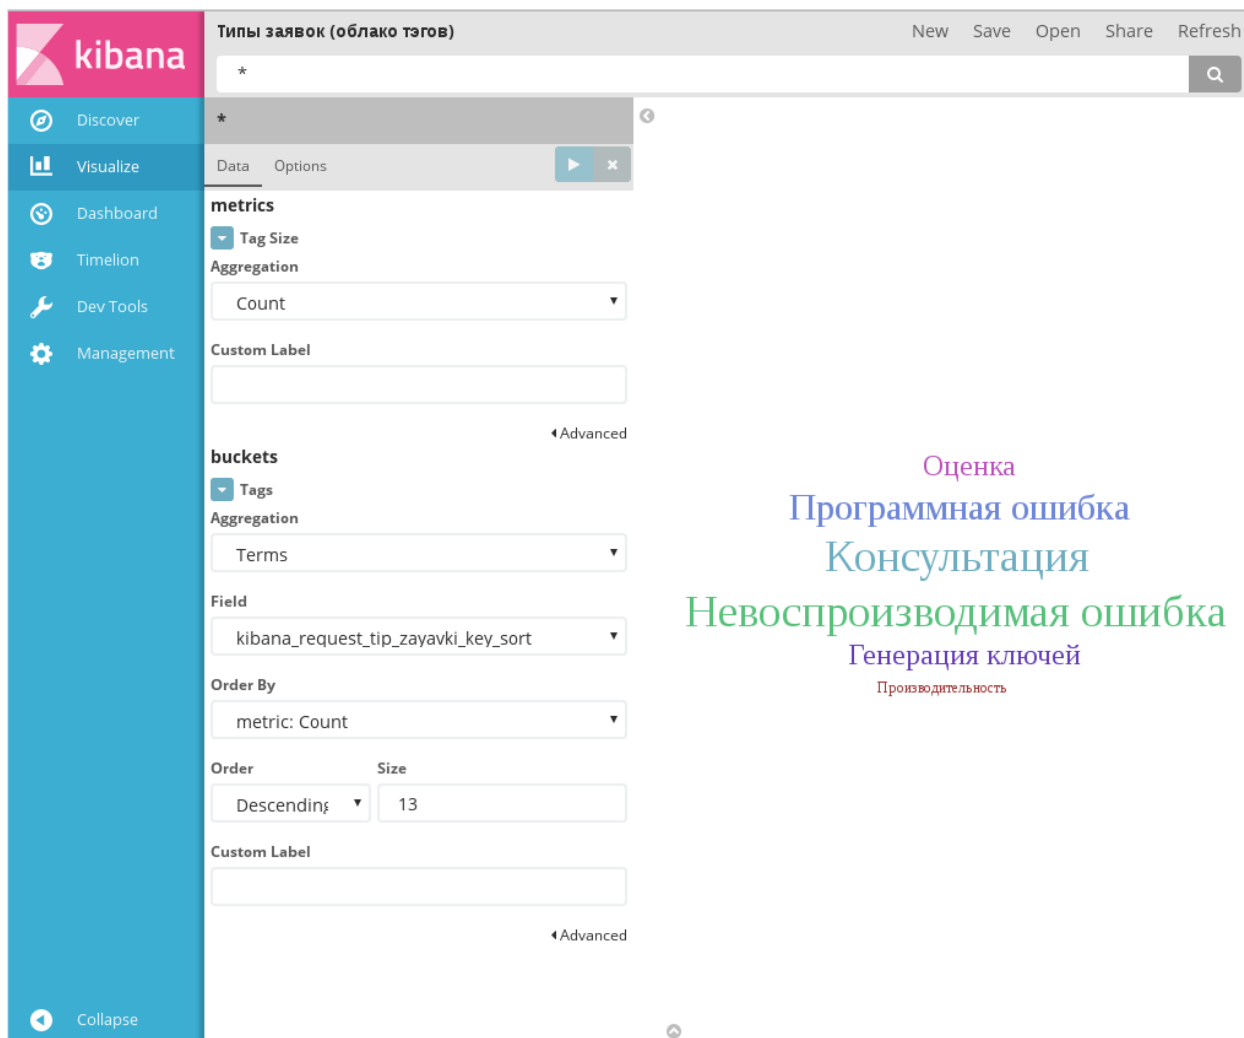 kibana
Типы заявок (облако тэгов)
New Save Open Share Refresh
*
Discover
Visualize
Dashboard
Timelion
Dev Tools
Management
Collapse
*
Data Options
metrics
Tag Size
Aggregation
Count
Custom Label
Advanced
buckets
Tags
Aggregation
Terms
Field
kibana_request_tip_zayavki_key_sort
Order By
metric: Count
Order Size
Descending 13
Custom Label
Advanced
Оценка
Программная ошибка
Консультация
Невоспроизводимая ошибка
Генерация ключей
Производительность